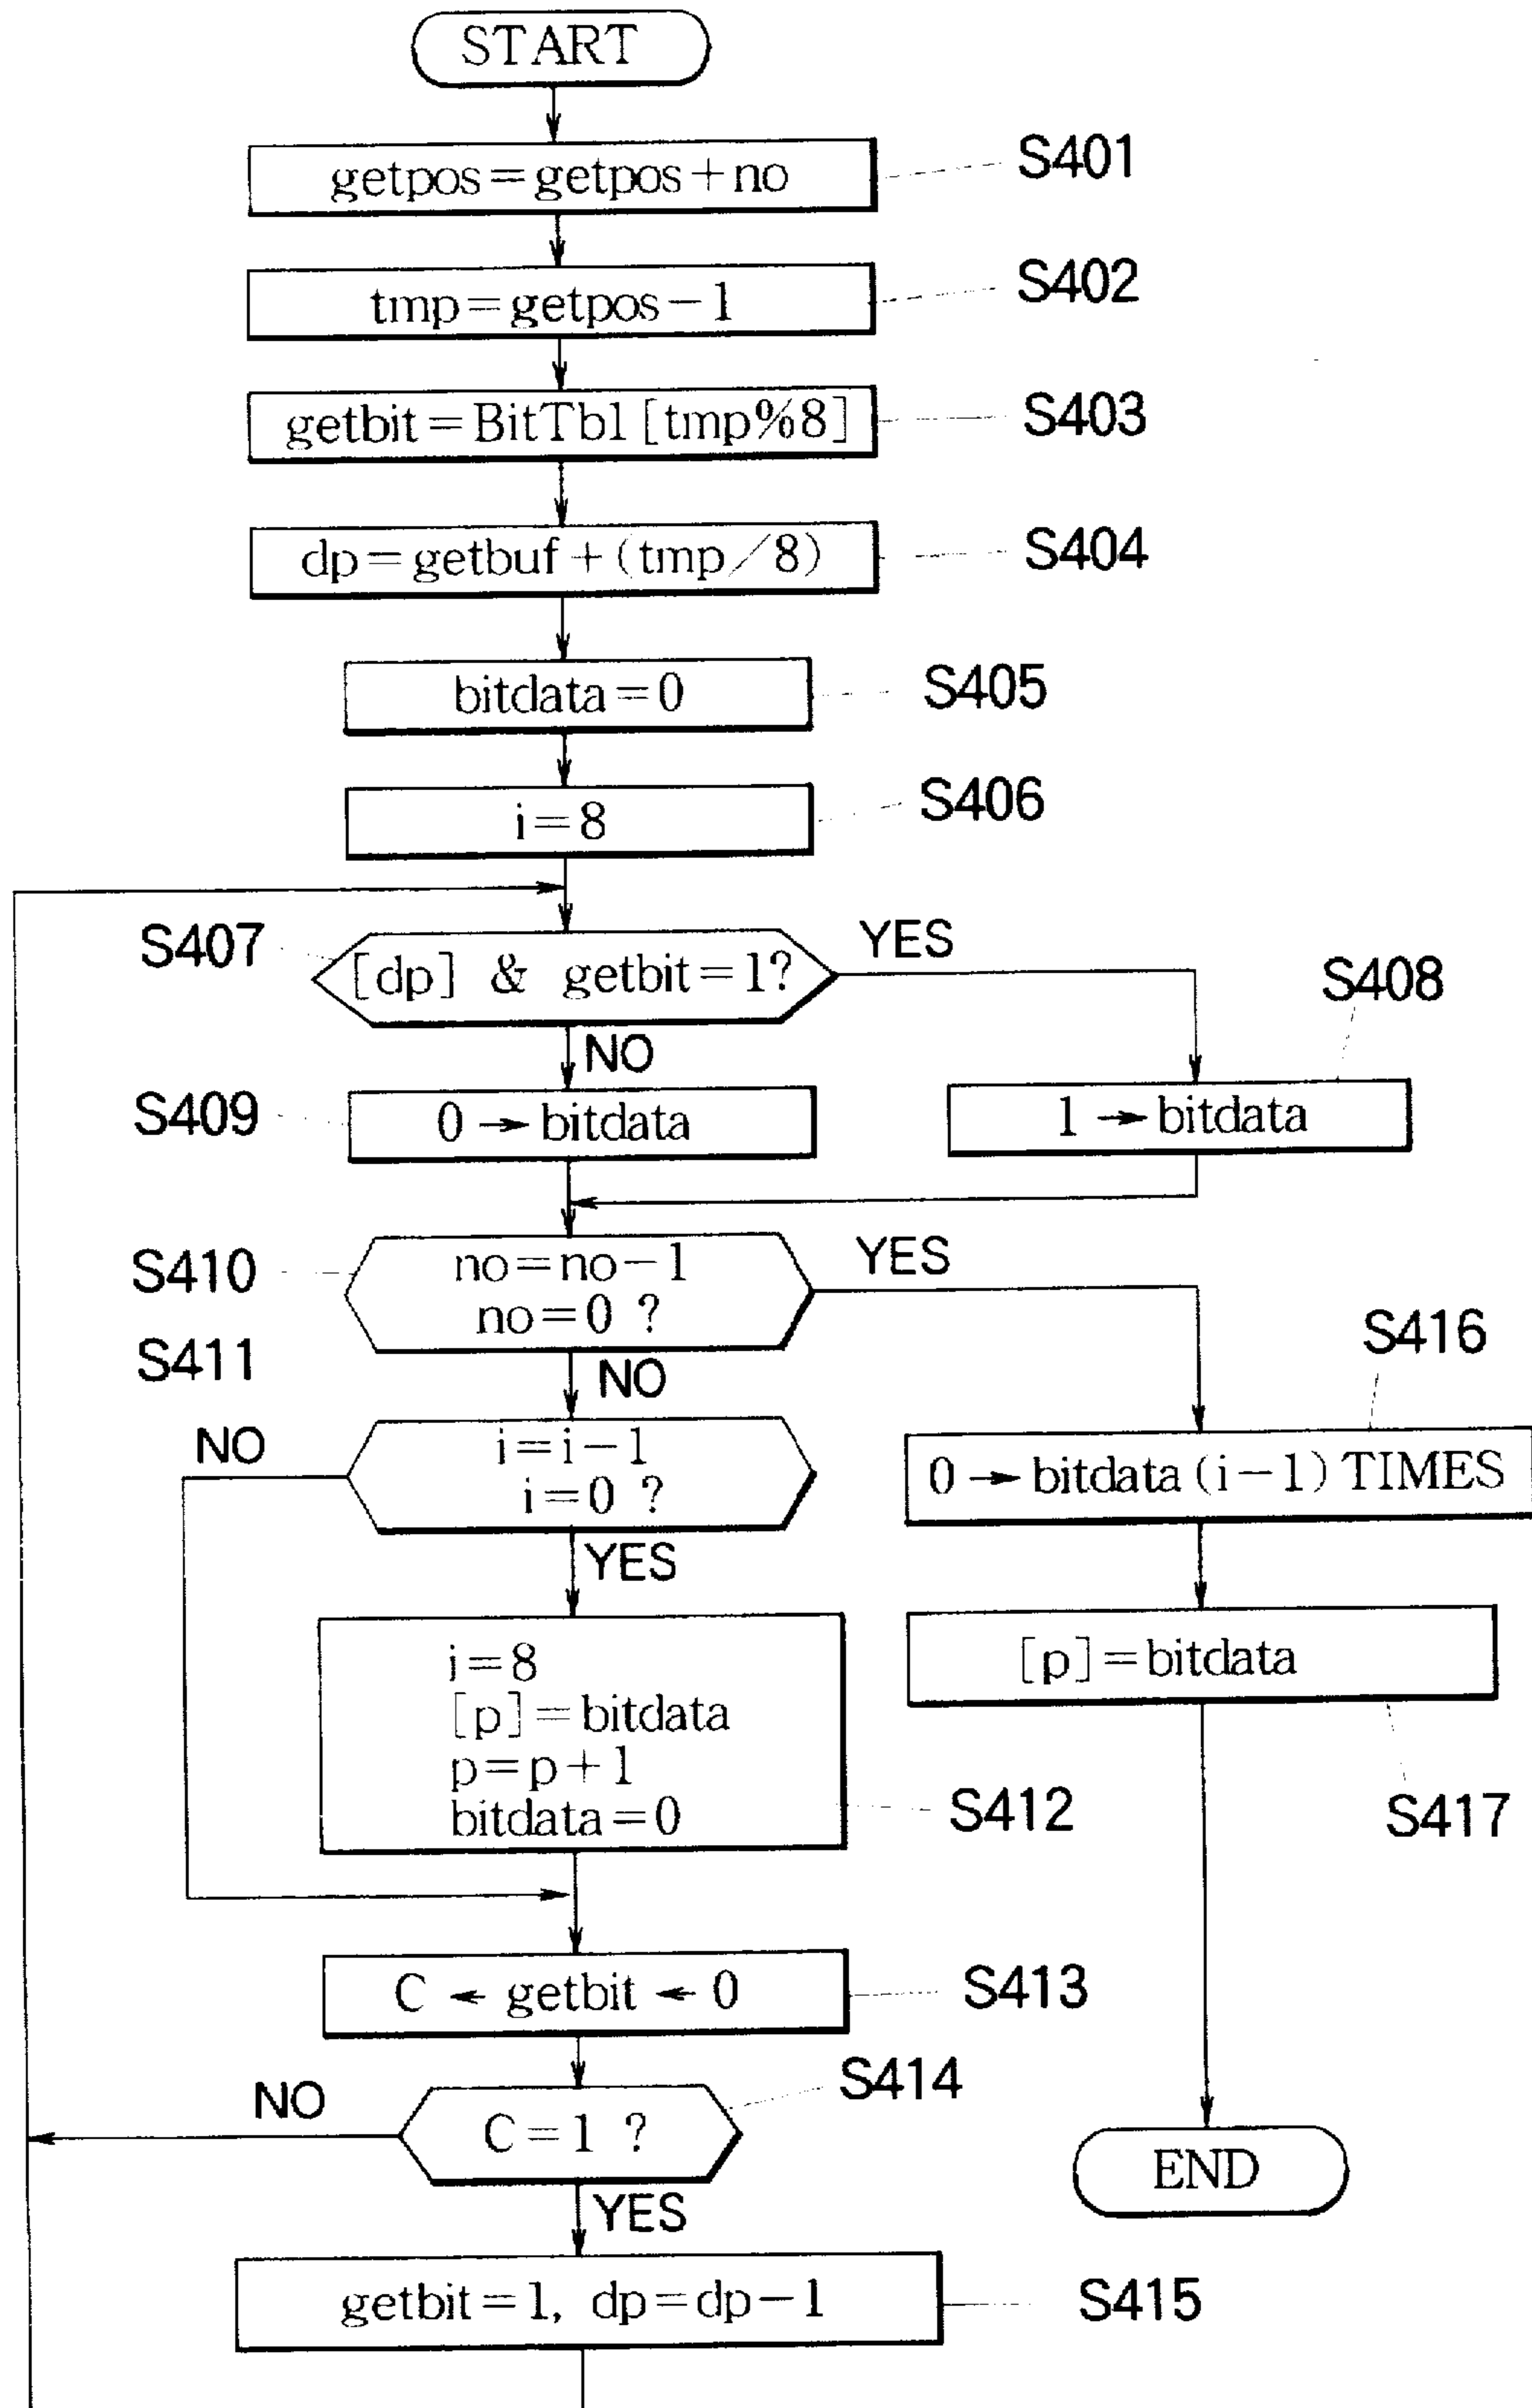 START
getpos=getpos+no
S401
tmp=getpos-1
S402
getbit=BitTbl[tmp%8]
S403
dp=getbuf+(tmp/8)
S404
bitdata=0
S405
i=8
S406
S407
[dp] & getbit=1?
YES
S408
NO
S409
0→bitdata
1→bitdata
S410
no=no-1
no=0 ?
YES
S411
NO
S416
NO
i=i-1
i=0 ?
0→bitdata(i-1)TIMES
YES
i=8
[p]=bitdata
p=p+1
bitdata=0
S412
[p]=bitdata
S417
C←getbit←0
S413
S414
NO
C=1 ?
END
YES
getbit=1, dp=dp-1
S415